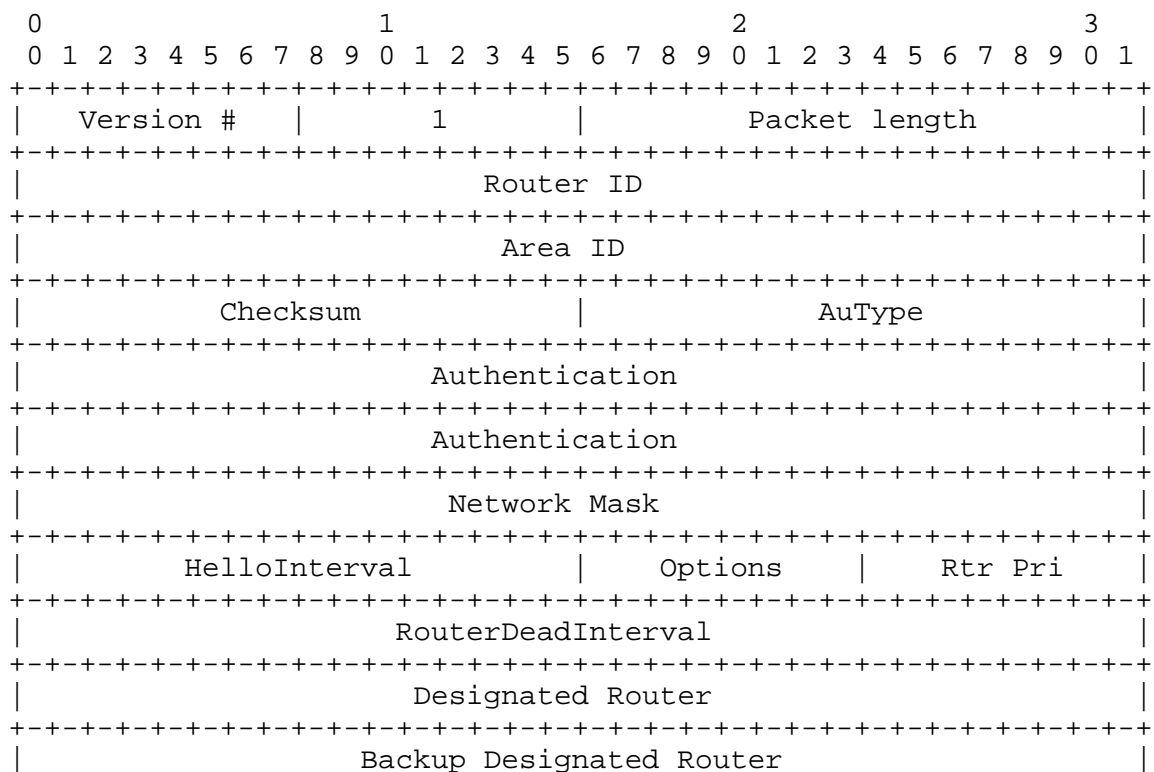 0                   1                   2                   3
0 1 2 3 4 5 6 7 8 9 0 1 2 3 4 5 6 7 8 9 0 1 2 3 4 5 6 7 8 9 0 1
+-+-+-+-+-+-+-+-+-+-+-+-+-+-+-+-+-+-+-+-+-+-+-+-+-+-+-+-+-+-+-+-+
|   Version #   |       1       |         Packet length         |
+-+-+-+-+-+-+-+-+-+-+-+-+-+-+-+-+-+-+-+-+-+-+-+-+-+-+-+-+-+-+-+-+
|                          Router ID                            |
+-+-+-+-+-+-+-+-+-+-+-+-+-+-+-+-+-+-+-+-+-+-+-+-+-+-+-+-+-+-+-+-+
|                           Area ID                             |
+-+-+-+-+-+-+-+-+-+-+-+-+-+-+-+-+-+-+-+-+-+-+-+-+-+-+-+-+-+-+-+-+
|           Checksum            |             AuType            |
+-+-+-+-+-+-+-+-+-+-+-+-+-+-+-+-+-+-+-+-+-+-+-+-+-+-+-+-+-+-+-+-+
|                       Authentication                          |
+-+-+-+-+-+-+-+-+-+-+-+-+-+-+-+-+-+-+-+-+-+-+-+-+-+-+-+-+-+-+-+-+
|                       Authentication                          |
+-+-+-+-+-+-+-+-+-+-+-+-+-+-+-+-+-+-+-+-+-+-+-+-+-+-+-+-+-+-+-+-+
|                        Network Mask                           |
+-+-+-+-+-+-+-+-+-+-+-+-+-+-+-+-+-+-+-+-+-+-+-+-+-+-+-+-+-+-+-+-+
|         HelloInterval         |    Options    |    Rtr Pri    |
+-+-+-+-+-+-+-+-+-+-+-+-+-+-+-+-+-+-+-+-+-+-+-+-+-+-+-+-+-+-+-+-+
|                     RouterDeadInterval                        |
+-+-+-+-+-+-+-+-+-+-+-+-+-+-+-+-+-+-+-+-+-+-+-+-+-+-+-+-+-+-+-+-+
|                      Designated Router                        |
+-+-+-+-+-+-+-+-+-+-+-+-+-+-+-+-+-+-+-+-+-+-+-+-+-+-+-+-+-+-+-+-+
|                   Backup Designated Router                    |